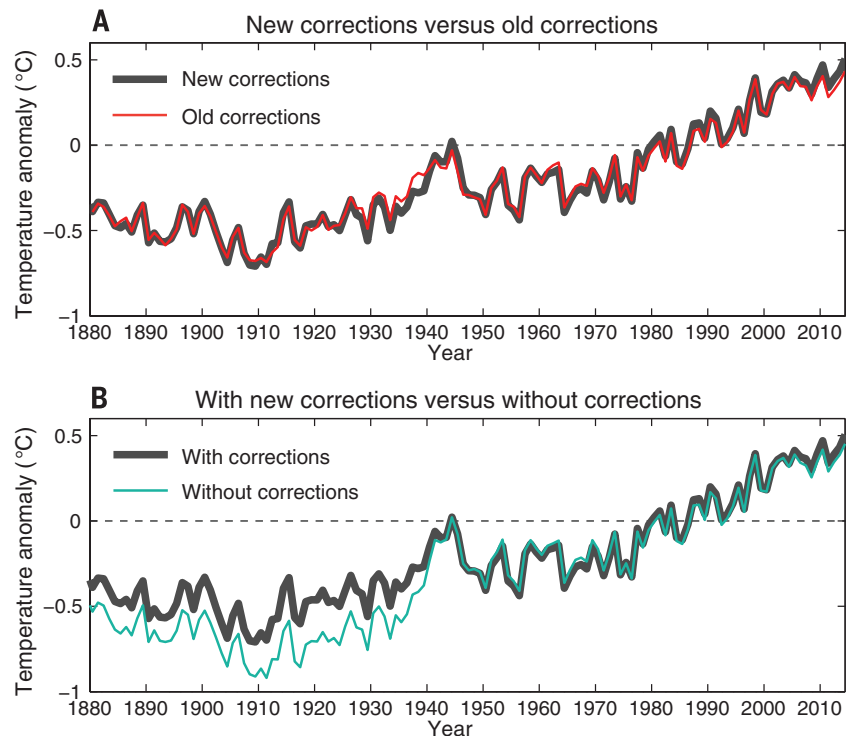 A
New corrections versus old corrections
Temperature anomaly (°C)
0.5
0
−0.5
−1
New corrections
Old corrections
1880 1890 1900 1910 1920 1930 1940 1950 1960 1970 1980 1990 2000 2010
Year
B
With new corrections versus without corrections
Temperature anomaly (°C)
0.5
0
−0.5
−1
With corrections
Without corrections
1880 1890 1900 1910 1920 1930 1940 1950 1960 1970 1980 1990 2000 2010
Year